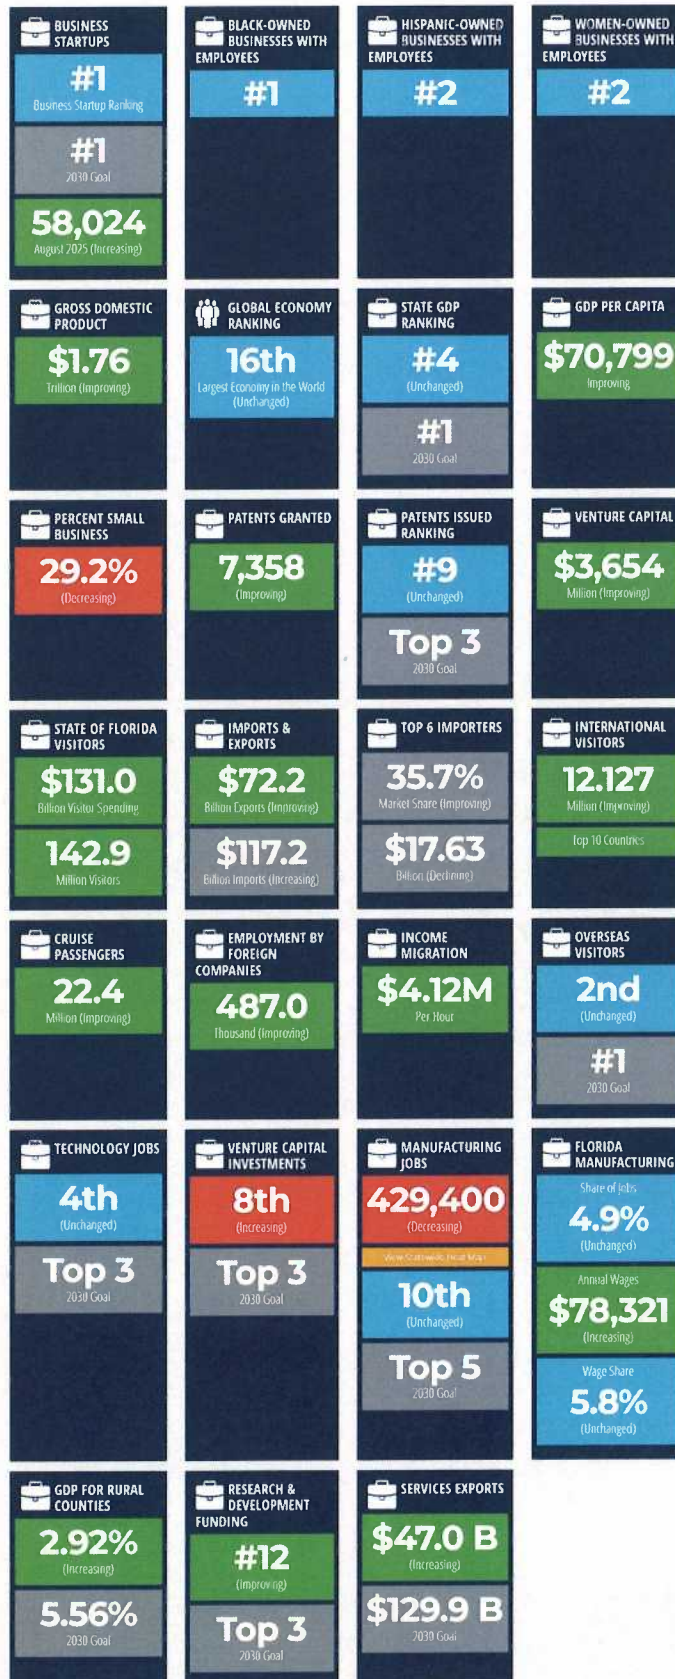 BUSINESS
STARTUPS
#1
Business Startup Ranking
#1
2030 Goal
58,024
August 2025 (Increasing)
BLACK-OWNED
BUSINESSES WITH
EMPLOYEES
#1
HISPANIC-OWNED
BUSINESSES WITH
EMPLOYEES
#2
WOMEN-OWNED
BUSINESSES WITH
EMPLOYEES
#2
GROSS DOMESTIC
PRODUCT
$1.76
Trillion (Improving)
GLOBAL ECONOMY
RANKING
16th
Largest Economy in the World
(Unchanged)
STATE GDP
RANKING
#4
(Unchanged)
#1
2030 Goal
GDP PER CAPITA
$70,799
Improving
PERCENT SMALL
BUSINESS
29.2%
(Decreasing)
PATENTS GRANTED
7,358
(Improving)
PATENTS ISSUED
RANKING
#9
(Unchanged)
Top 3
2030 Goal
VENTURE CAPITAL
$3,654
Million (Improving)
STATE OF FLORIDA
VISITORS
$131.0
Billion Visitor Spending
142.9
Million Visitors
IMPORTS &
EXPORTS
$72.2
Billion Exports (Improving)
$117.2
Billion Imports (Increasing)
TOP 6 IMPORTERS
35.7%
Market Share (Improving)
$17.63
Billion (Declining)
INTERNATIONAL
VISITORS
12.127
Million (Improving)
Top 10 Countries
CRUISE
PASSENGERS
22.4
Million (Improving)
EMPLOYMENT BY
FOREIGN
COMPANIES
487.0
Thousand (Improving)
INCOME
MIGRATION
$4.12M
Per Hour
OVERSEAS
VISITORS
2nd
(Unchanged)
#1
2030 Goal
TECHNOLOGY JOBS
4th
(Unchanged)
Top 3
2030 Goal
VENTURE CAPITAL
INVESTMENTS
8th
(Increasing)
Top 3
2030 Goal
MANUFACTURING
JOBS
429,400
(Decreasing)
View Statewide Heat Map
10th
(Unchanged)
Top 5
2030 Goal
FLORIDA
MANUFACTURING
Share of Jobs
4.9%
(Unchanged)
Annual Wages
$78,321
(Increasing)
Wage Share
5.8%
(Unchanged)
GDP FOR RURAL
COUNTIES
2.92%
(Increasing)
5.56%
2030 Goal
RESEARCH &
DEVELOPMENT
FUNDING
#12
(Improving)
Top 3
2030 Goal
SERVICES EXPORTS
$47.0 B
(Increasing)
$129.9 B
2030 Goal